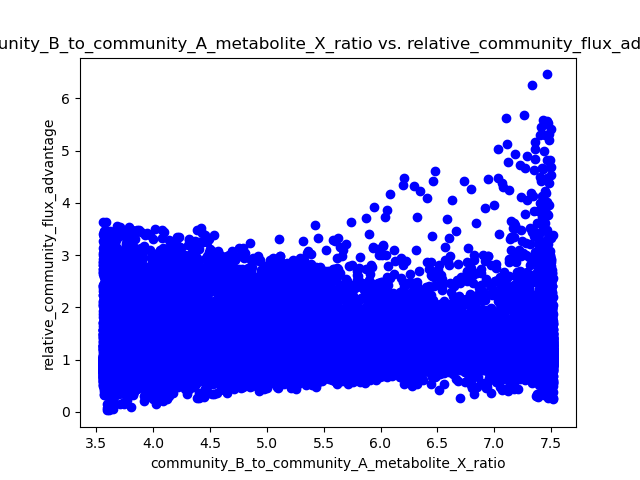 unity_B_to_community_A_metabolite_X_ratio vs. relative_community_flux_ad
relative_community_flux_advantage
6
5
4
3
2
1
0
3.5 4.0 4.5 5.0 5.5 6.0 6.5 7.0 7.5
community_B_to_community_A_metabolite_X_ratio